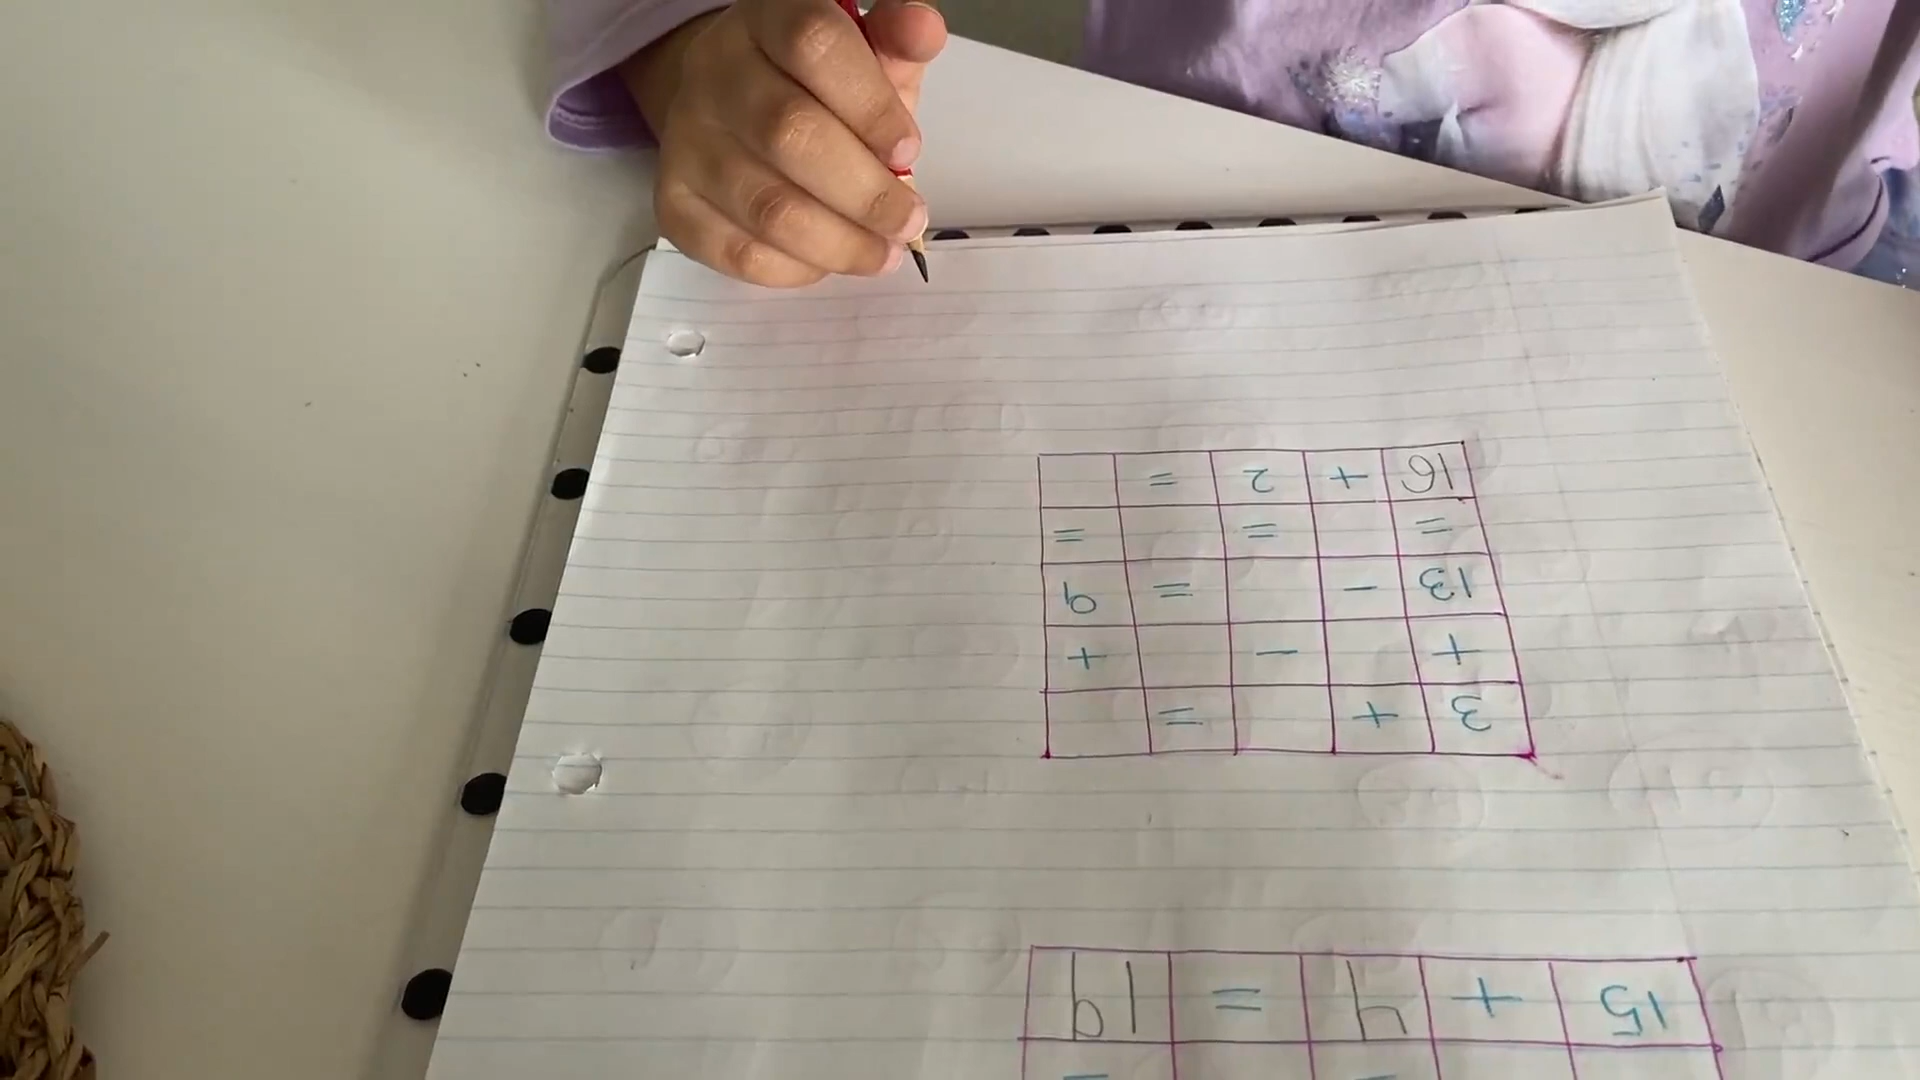 15 + 4 = 19
3 + =
+ - +
13 - = 9
= = =
16 + 2 =